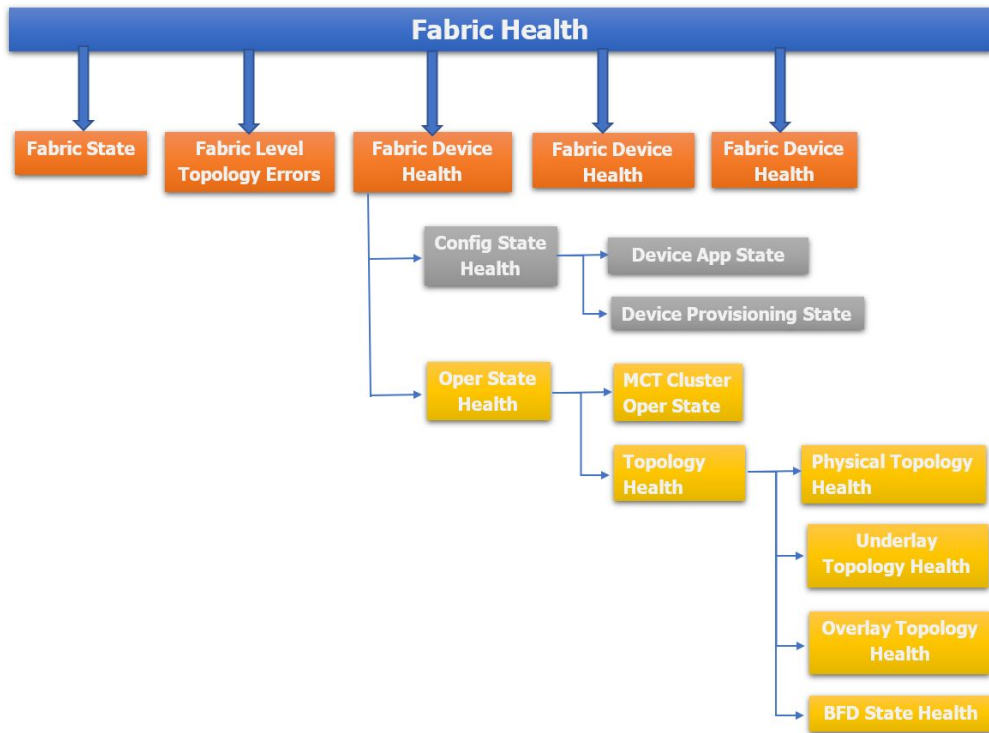 Fabric Health
Fabric State
Fabric Level
Topology Errors
Fabric Device
Health
Fabric Device
Health
Fabric Device
Health
Config State
Health
Device App State
Device Provisioning State
Oper State
Health
MCT Cluster
Oper State
Topology
Health
Physical Topology
Health
Underlay
Topology Health
Overlay Topology
Health
BFD State Health